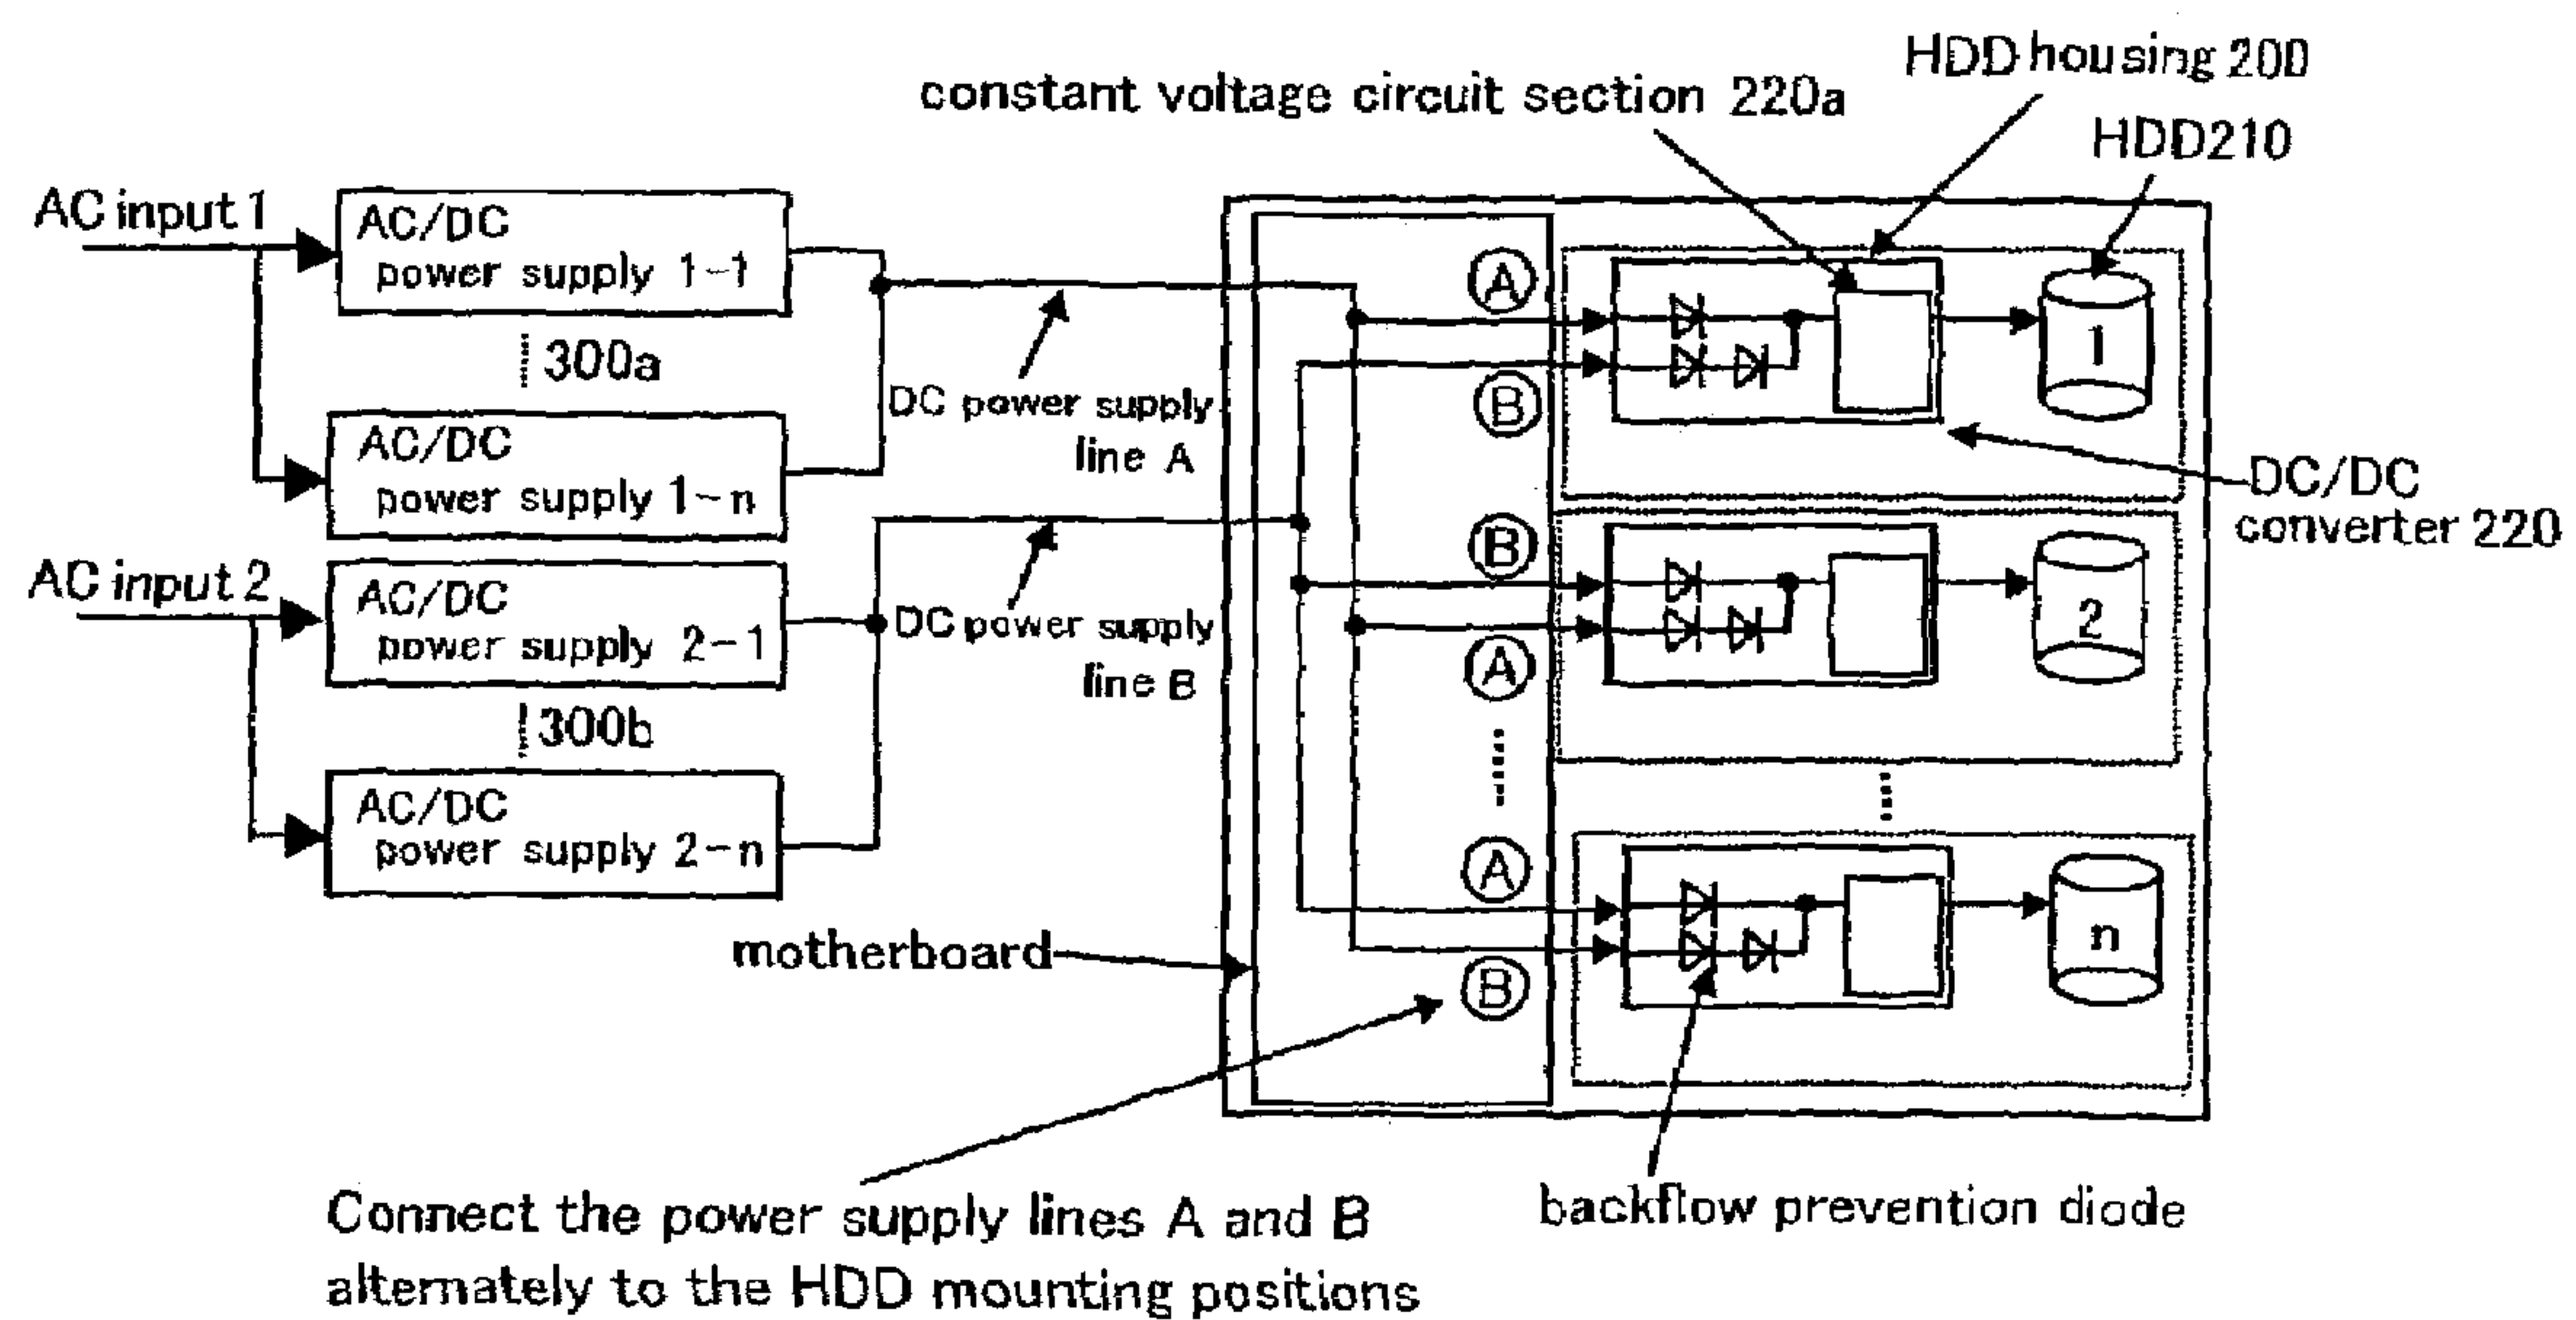 HDD housing 200
constant voltage circuit section 220a
HDD210
AC input 1
AC/DC
power supply 1-1
300a
AC/DC
power supply 1-n
DC power supply
line A
AC input 2
AC/DC
power supply 2-1
300b
AC/DC
power supply 2-n
DC power supply
line B
A
B
B
A
A
B
1
2
n
DC/DC
converter 220
motherboard
Connect the power supply lines A and B
alternately to the HDD mounting positions
backflow prevention diode